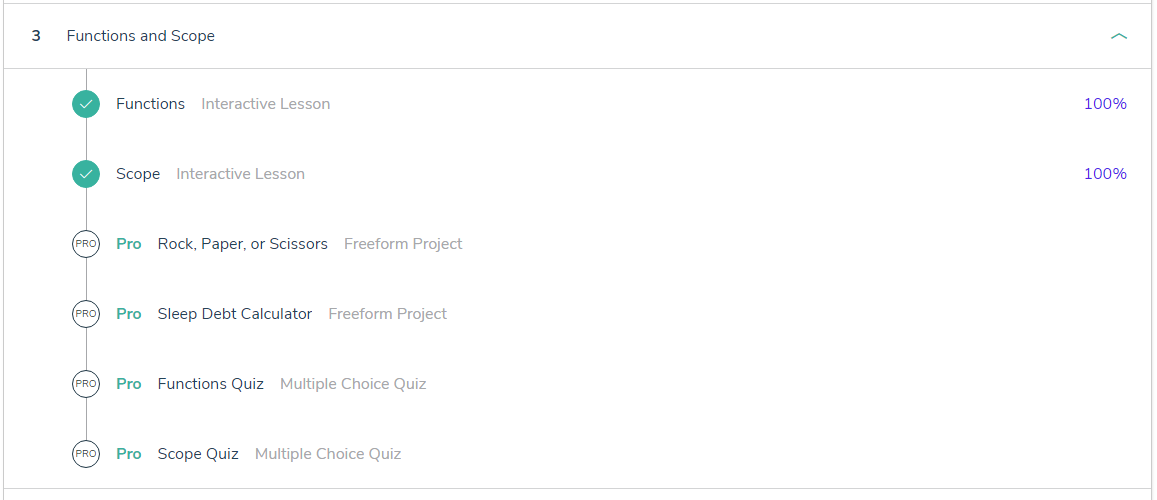 3 Functions and Scope
Functions Interactive Lesson 100%
Scope Interactive Lesson 100%
PRO Pro Rock, Paper, or Scissors Freeform Project
PRO Pro Sleep Debt Calculator Freeform Project
PRO Pro Functions Quiz Multiple Choice Quiz
PRO Pro Scope Quiz Multiple Choice Quiz